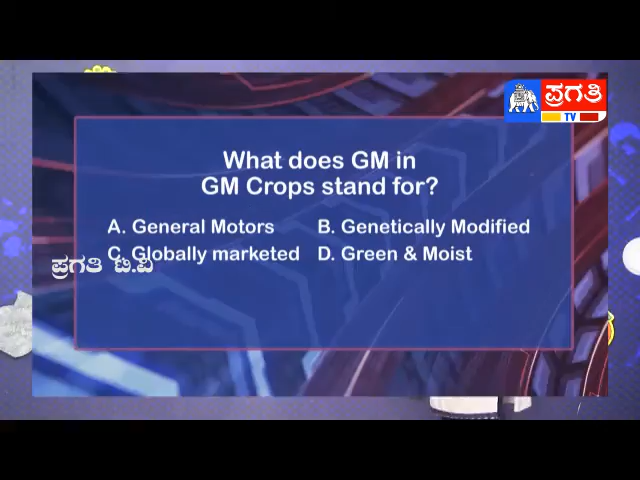 ಪ್ರಗತಿ
TV
What does GM in
GM Crops stand for?
A. General Motors B. Genetically Modified
C. Globally marketed D. Green & Moist
ಪ್ರಗತಿ ಟಿ.ವಿ